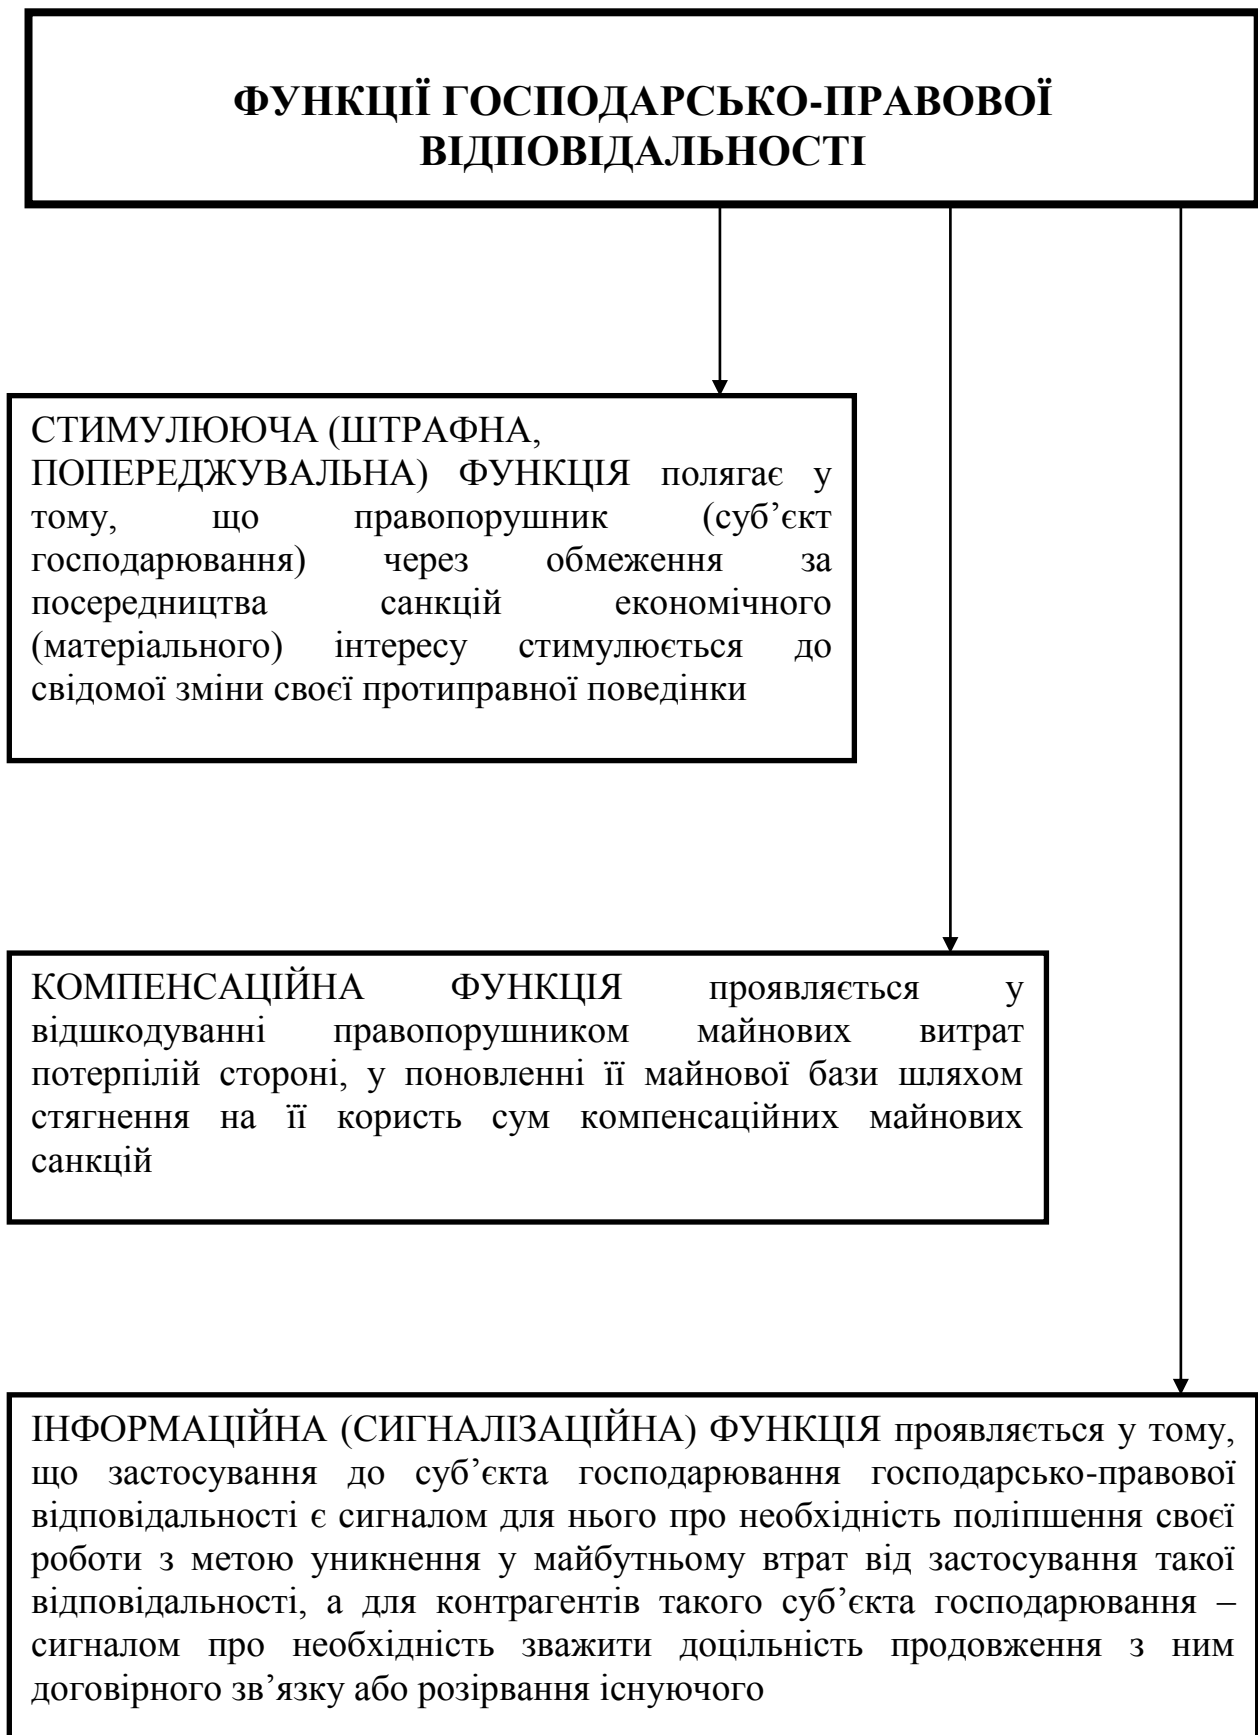 ФУНКЦІЇ ГОСПОДАРСЬКО-ПРАВОВОЇ
ВІДПОВІДАЛЬНОСТІ
СТИМУЛЮЮЧА (ШТРАФНА,
ПОПЕРЕДЖУВАЛЬНА) ФУНКЦІЯ полягає у
тому, що правопорушник (суб’єкт
господарювання) через обмеження за
посередництва санкцій економічного
(матеріального) інтересу стимулюється до
свідомої зміни своєї протиправної поведінки
КОМПЕНСАЦІЙНА ФУНКЦІЯ проявляється у
відшкодуванні правопорушником майнових витрат
потерпілій стороні, у поновленні її майнової бази шляхом
стягнення на її користь сум компенсаційних майнових
санкцій
ІНФОРМАЦІЙНА (СИГНАЛІЗАЦІЙНА) ФУНКЦІЯ проявляється у тому,
що застосування до суб’єкта господарювання господарсько-правової
відповідальності є сигналом для нього про необхідність поліпшення своєї
роботи з метою уникнення у майбутньому втрат від застосування такої
відповідальності, а для контрагентів такого суб’єкта господарювання –
сигналом про необхідність зважити доцільність продовження з ним
договірного зв’язку або розірвання існуючого